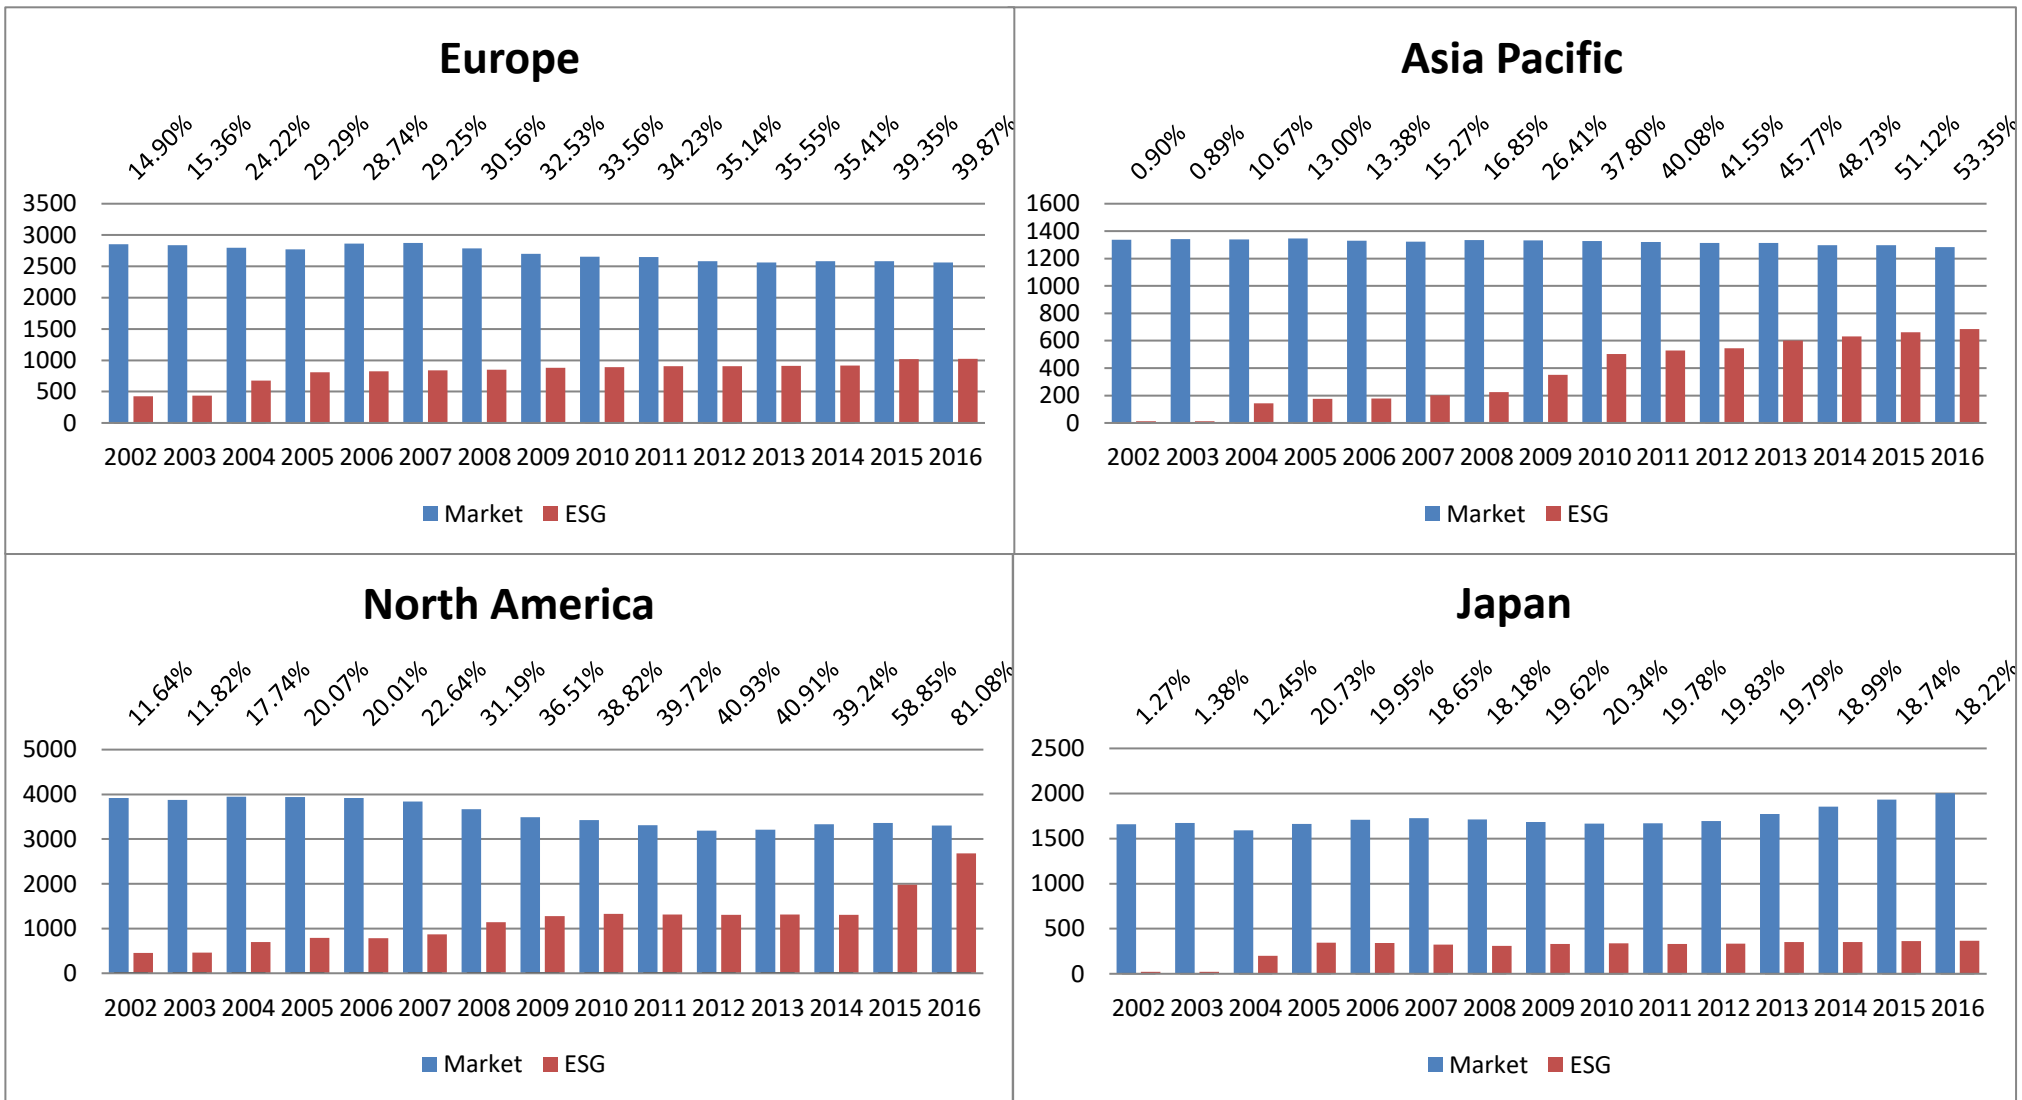 Europe
14.90% 15.36% 24.22% 29.29% 28.74% 29.25% 30.56% 32.53% 33.56% 34.23% 35.14% 35.55% 35.41% 39.35% 39.87%
3500
3000
2500
2000
1500
1000
500
0
2002 2003 2004 2005 2006 2007 2008 2009 2010 2011 2012 2013 2014 2015 2016
Market ESG
Asia Pacific
0.90% 0.89% 10.67% 13.00% 13.38% 15.27% 16.85% 26.41% 37.80% 40.08% 41.55% 45.77% 48.73% 51.12% 53.35%
1600
1400
1200
1000
800
600
400
200
0
2002 2003 2004 2005 2006 2007 2008 2009 2010 2011 2012 2013 2014 2015 2016
Market ESG
North America
11.64% 11.82% 17.74% 20.07% 20.01% 22.64% 31.19% 36.51% 38.82% 39.72% 40.93% 40.91% 39.24% 58.85% 81.08%
5000
4000
3000
2000
1000
0
2002 2003 2004 2005 2006 2007 2008 2009 2010 2011 2012 2013 2014 2015 2016
Market ESG
Japan
1.27% 1.38% 12.45% 20.73% 19.95% 18.65% 18.18% 19.62% 20.34% 19.78% 19.83% 19.79% 18.99% 18.74% 18.22%
2500
2000
1500
1000
500
0
2002 2003 2004 2005 2006 2007 2008 2009 2010 2011 2012 2013 2014 2015 2016
Market ESG